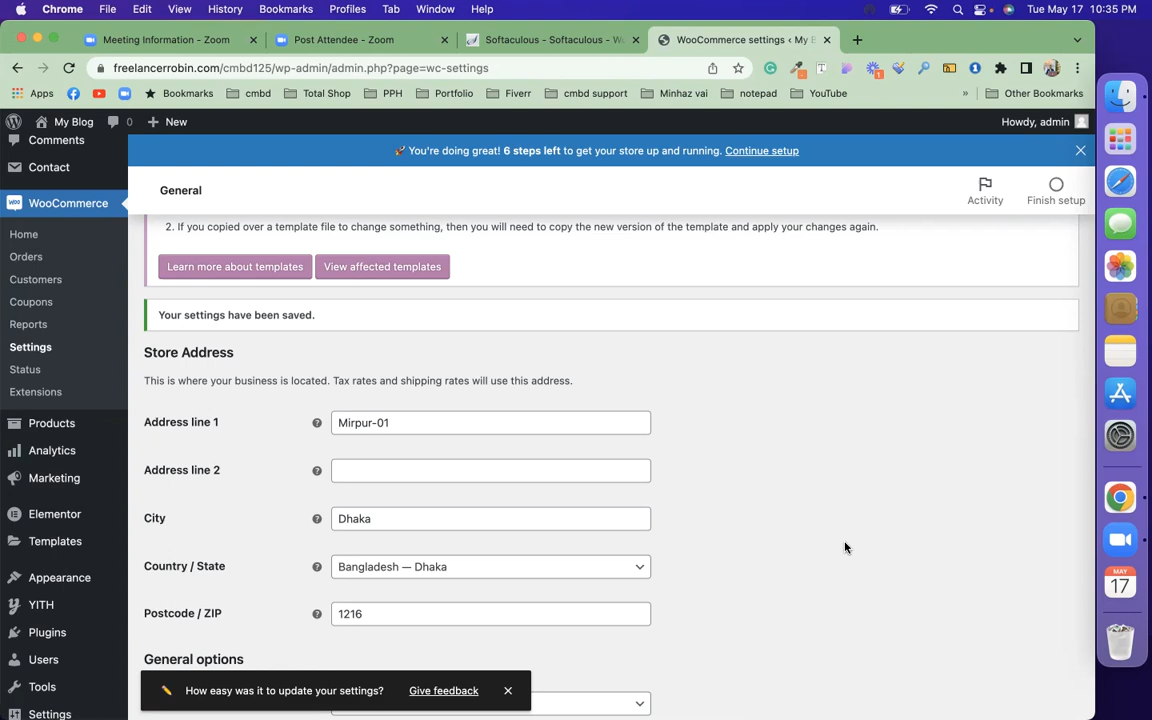 Chrome File Edit View History Bookmarks Profiles Tab Window Help Tue May 17 10:35 PM
Meeting Information - Zoom Post Attendee - Zoom Softaculous - Softaculous - W WooCommerce settings ‹ My B
freelancerrobin.com/cmbd125/wp-admin/admin.php?page=wc-settings
Apps Bookmarks cmbd Total Shop PPH Portfolio Fiverr cmbd support Minhaz vai notepad YouTube » Other Bookmarks
My Blog 0 + New Howdy, admin
Comments
Contact
WooCommerce
Home
Orders
Customers
Coupons
Reports
Settings
Status
Extensions
Products
Analytics
Marketing
Elementor
Templates
Appearance
YITH
Plugins
Users
Tools
Settings
🚀 You're doing great! 6 steps left to get your store up and running. Continue setup
General
Activity Finish setup
2. If you copied over a template file to change something, then you will need to copy the new version of the template and apply your changes again.
Learn more about templates View affected templates
Your settings have been saved.
Store Address
This is where your business is located. Tax rates and shipping rates will use this address.
Address line 1 Mirpur-01
Address line 2
City Dhaka
Country / State Bangladesh — Dhaka
Postcode / ZIP 1216
General options
✏️ How easy was it to update your settings? Give feedback
MAY
17